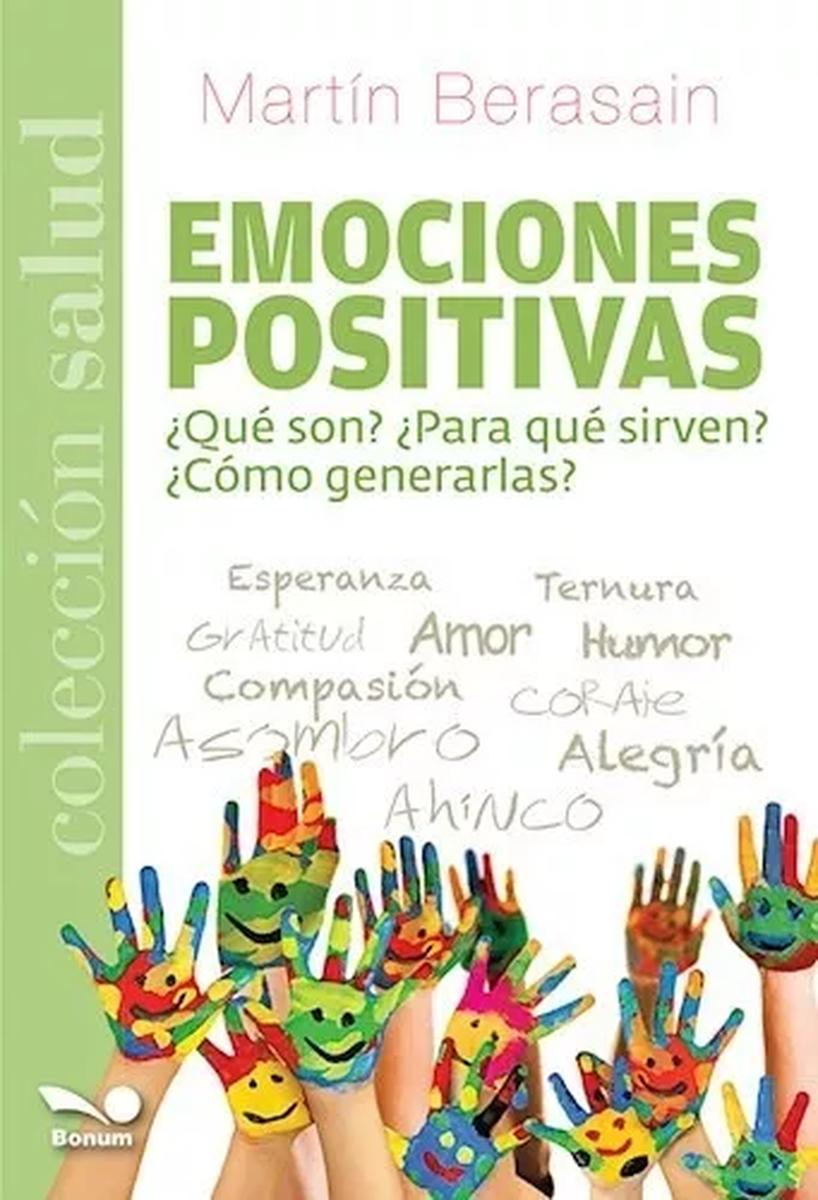 Martín Berasain
EMOCIONES
POSITIVAS
¿Qué son? ¿Para qué sirven?
¿Cómo generarlas?
Esperanza
Ternura
GrAtitud Amor Humor
Compasión
CORAje
Asombro
Alegría
AhíNCO
colección salud
Bonum